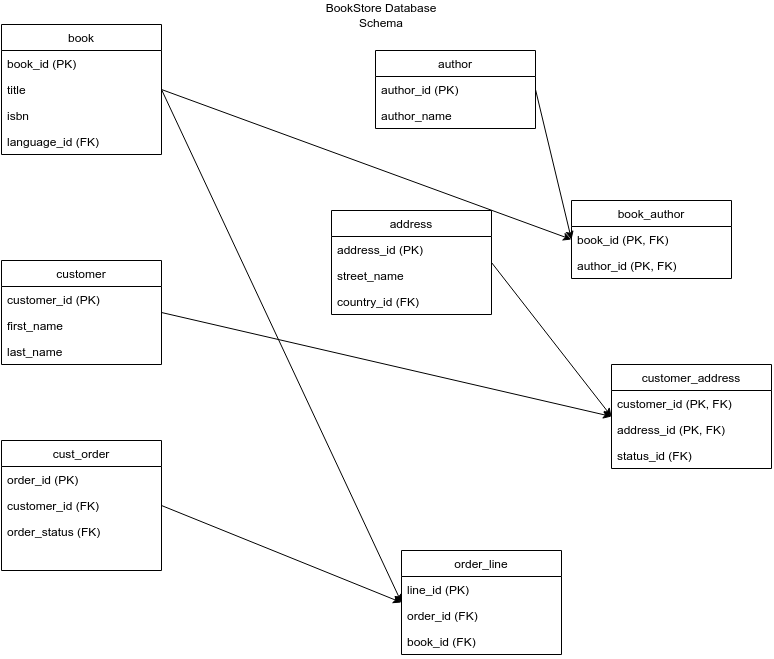 BookStore Database
Schema
book
book_id (PK)
title
isbn
language_id (FK)
author
author_id (PK)
author_name
book_author
book_id (PK, FK)
author_id (PK, FK)
address
address_id (PK)
street_name
country_id (FK)
customer
customer_id (PK)
first_name
last_name
customer_address
customer_id (PK, FK)
address_id (PK, FK)
status_id (FK)
cust_order
order_id (PK)
customer_id (FK)
order_status (FK)
order_line
line_id (PK)
order_id (FK)
book_id (FK)